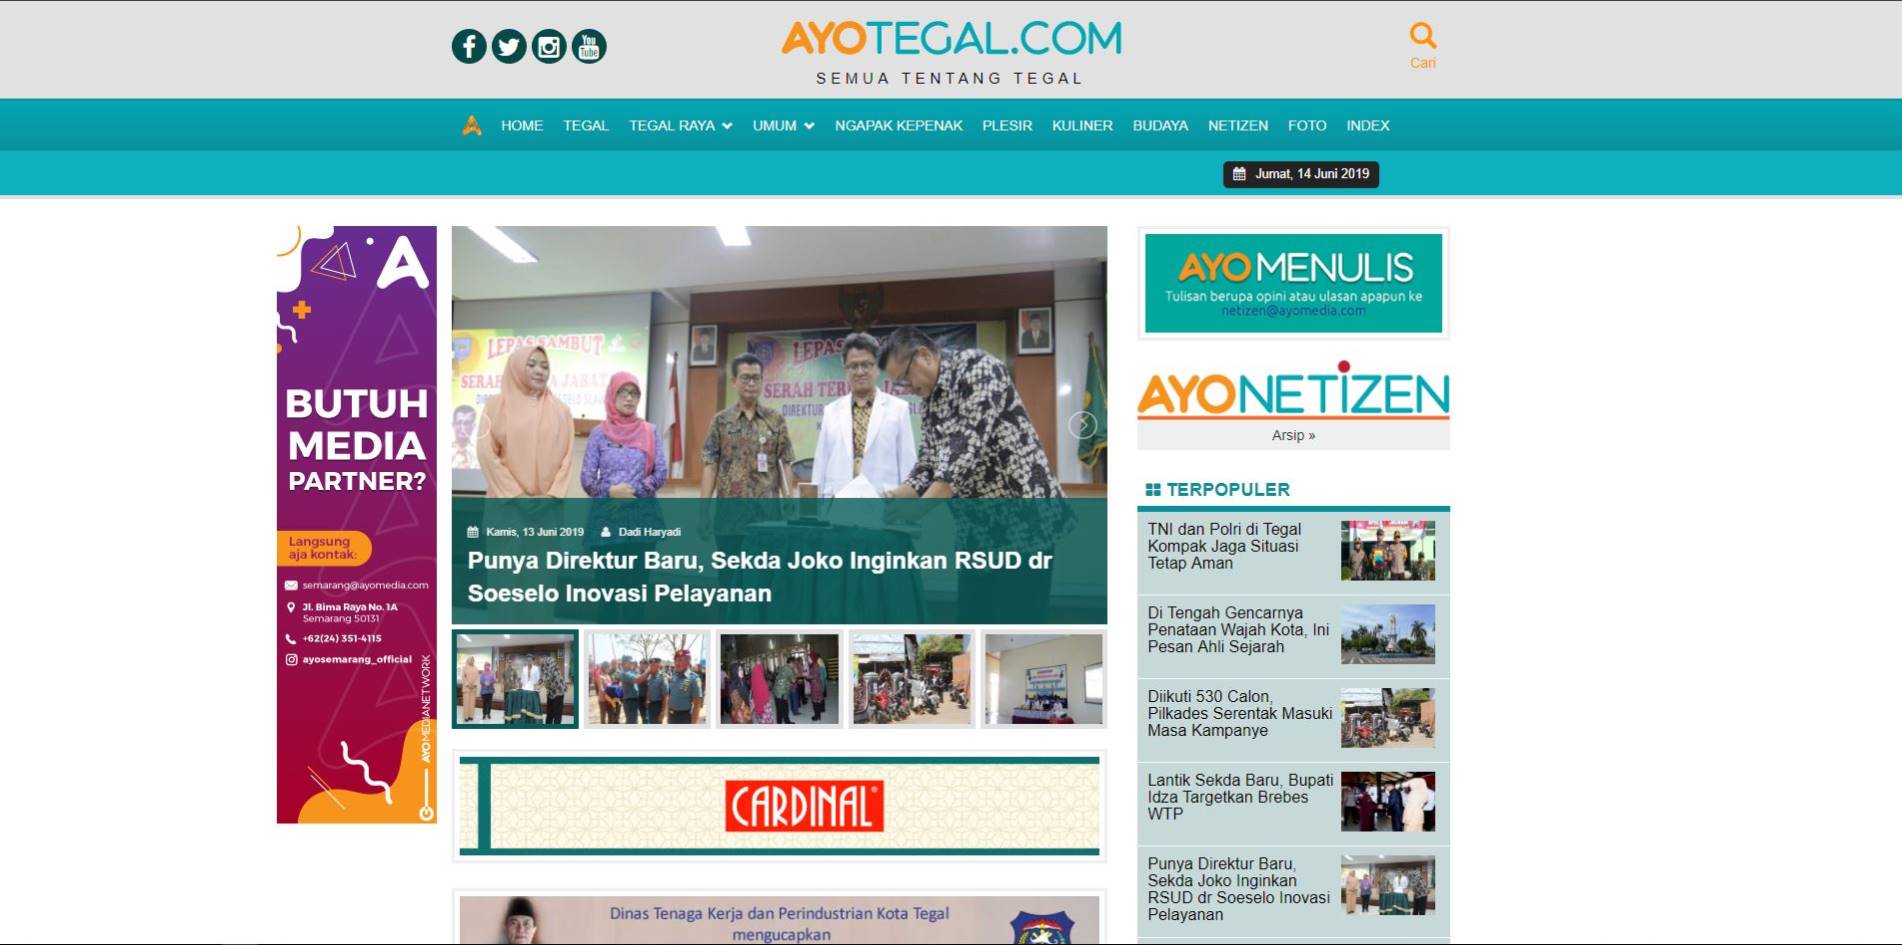 AYOTEGAL.COM
SEMUA TENTANG TEGAL
You
Tube
Cari
HOME TEGAL TEGAL RAYA UMUM NGAPAK KEPENAK PLESIR KULINER BUDAYA NETIZEN FOTO INDEX
Jumat, 14 Juni 2019
BUTUH
MEDIA
PARTNER?
Langsung
aja kontak:
semarang@ayomedia.com
Jl. Bima Raya No. 1A
Semarang 50131
+62(24) 351-4115
ayosemarang_official
AYOMEDIANETWORK
LEPAS SAMBUT
LEPAS
SERAH
DIREKTUR
Kamis, 13 Juni 2019 Dadi Haryadi
Punya Direktur Baru, Sekda Joko Inginkan RSUD dr
Soeselo Inovasi Pelayanan
CARDINAL®
Dinas Tenaga Kerja dan Perindustrian Kota Tegal
mengucapkan
AYO MENULIS
Tulisan berupa opini atau ulasan apapun ke
netizen@ayomedia.com
AYONETIZEN
Arsip »
TERPOPULER
TNI dan Polri di Tegal
Kompak Jaga Situasi
Tetap Aman
Di Tengah Gencarnya
Penataan Wajah Kota, Ini
Pesan Ahli Sejarah
Diikuti 530 Calon,
Pilkades Serentak Masuki
Masa Kampanye
Lantik Sekda Baru, Bupati
Idza Targetkan Brebes
WTP
Punya Direktur Baru,
Sekda Joko Inginkan
RSUD dr Soeselo Inovasi
Pelayanan